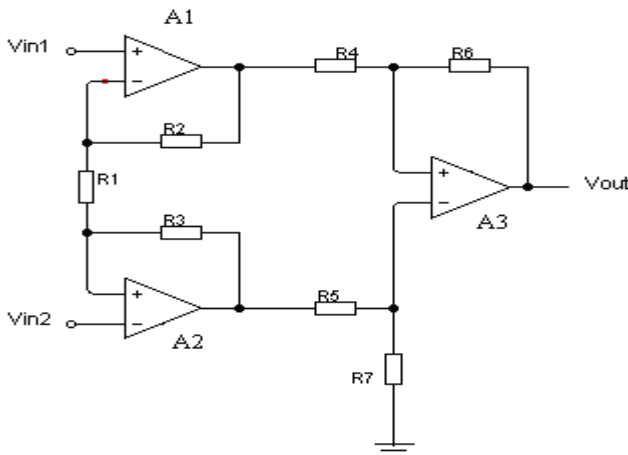 A1
Vin1
+
−
R4
R6
R2
R1
+
−
Vout
A3
R3
+
−
Vin2
A2
R5
R7